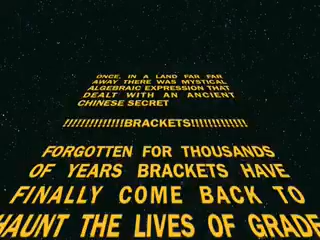 ONCE, IN A LAND FAR FAR
AWAY THERE WAS MYSTICAL
ALGEBRAIC EXPRESSION THAT
DEALT WITH AN ANCIENT
CHINESE SECRET
!!!!!!!!!!!!!!BRACKETS!!!!!!!!!!!!!
FORGOTTEN FOR THOUSANDS
OF YEARS BRACKETS HAVE
FINALLY COME BACK TO
HAUNT THE LIVES OF GRADE